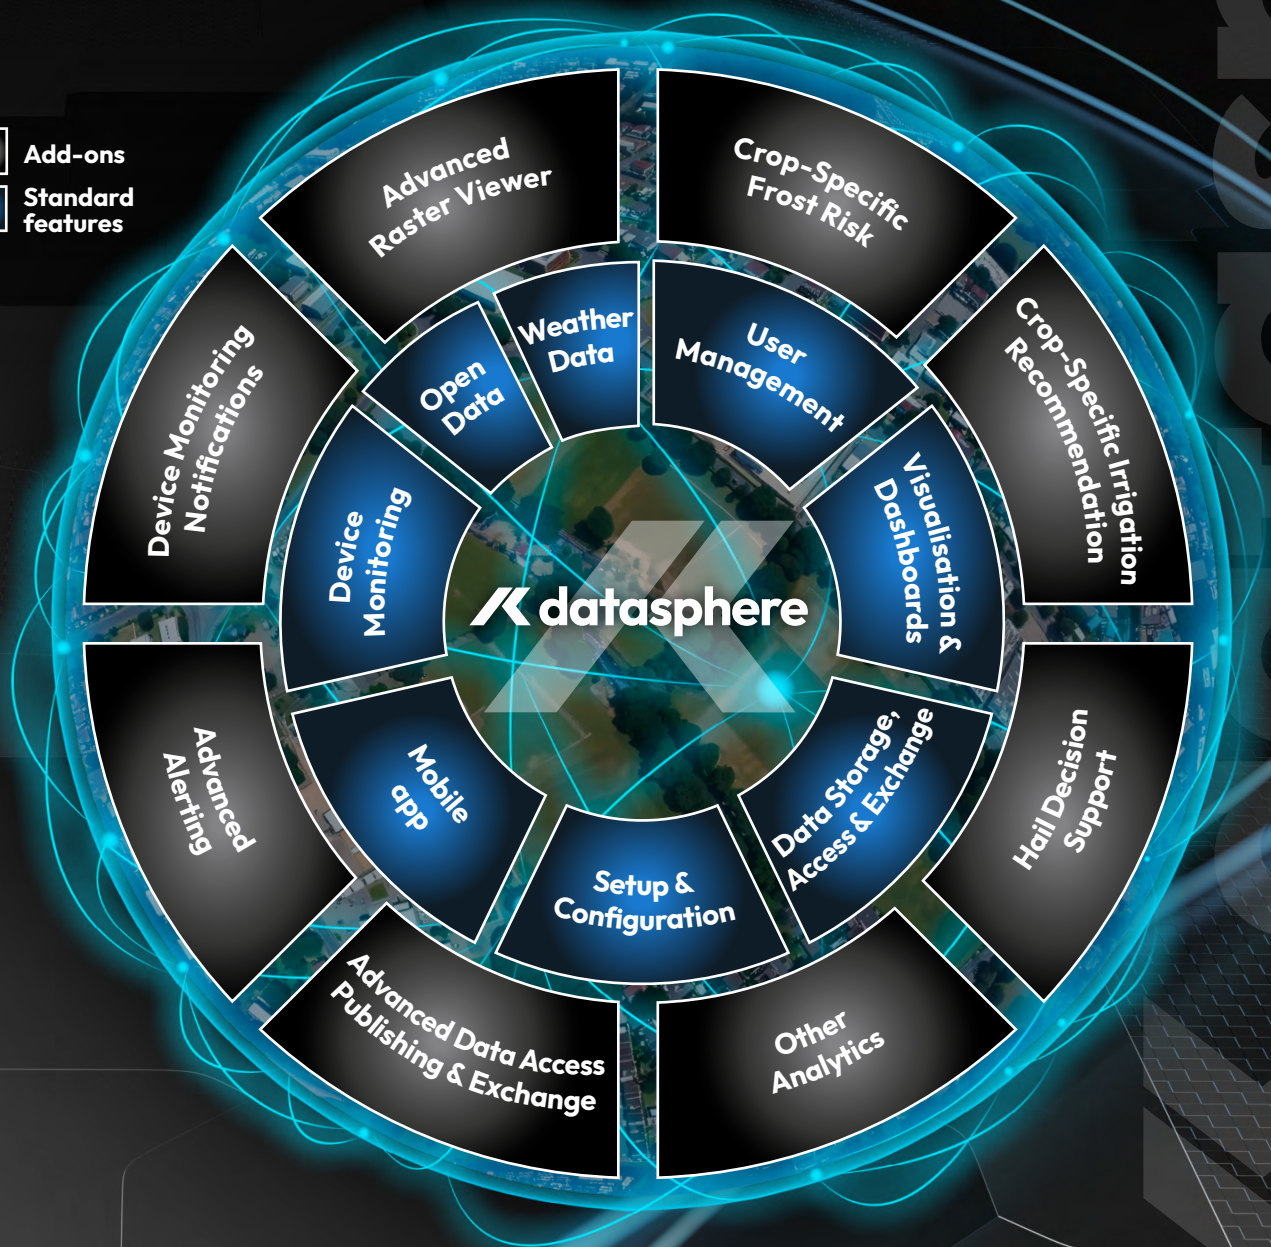 Add-ons
Standard
features
Advanced
Raster Viewer
Crop-Specific
Frost Risk
Crop-Specific Irrigation
Recommendation
Hail Decision
Support
Other
Analytics
Advanced Data Access
Publishing & Exchange
Advanced
Alerting
Device Monitoring
Notifications
Weather
Data
User
Management
Visualisation &
Dashboards
Data Storage,
Access & Exchange
Setup &
Configuration
Mobile
app
Device
Monitoring
Open
Data
datasphere